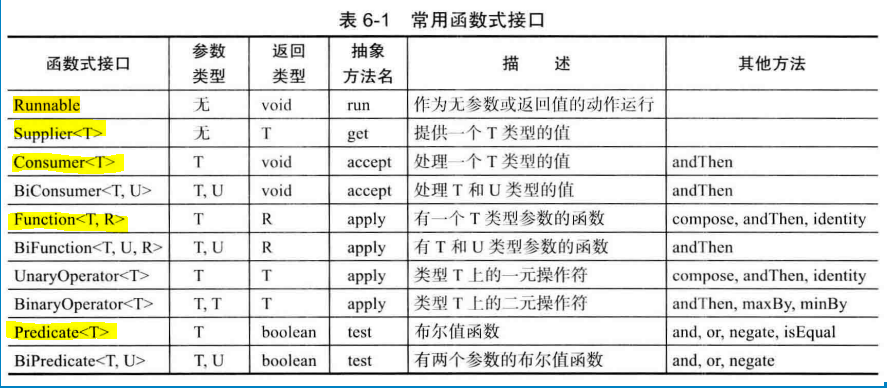 表 6-1 常用函数式接口
函数式接口 参数类型 返回类型 抽象方法名 描 述 其他方法
Runnable 无 void run 作为无参数或返回值的动作运行
Supplier<T> 无 T get 提供一个 T 类型的值
Consumer<T> T void accept 处理一个 T 类型的值 andThen
BiConsumer<T, U> T, U void accept 处理 T 和 U 类型的值 andThen
Function<T, R> T R apply 有一个 T 类型参数的函数 compose, andThen, identity
BiFunction<T, U, R> T, U R apply 有 T 和 U 类型参数的函数 andThen
UnaryOperator<T> T T apply 类型 T 上的一元操作符 compose, andThen, identity
BinaryOperator<T> T, T T apply 类型 T 上的二元操作符 andThen, maxBy, minBy
Predicate<T> T boolean test 布尔值函数 and, or, negate, isEqual
BiPredicate<T, U> T, U boolean test 有两个参数的布尔值函数 and, or, negate